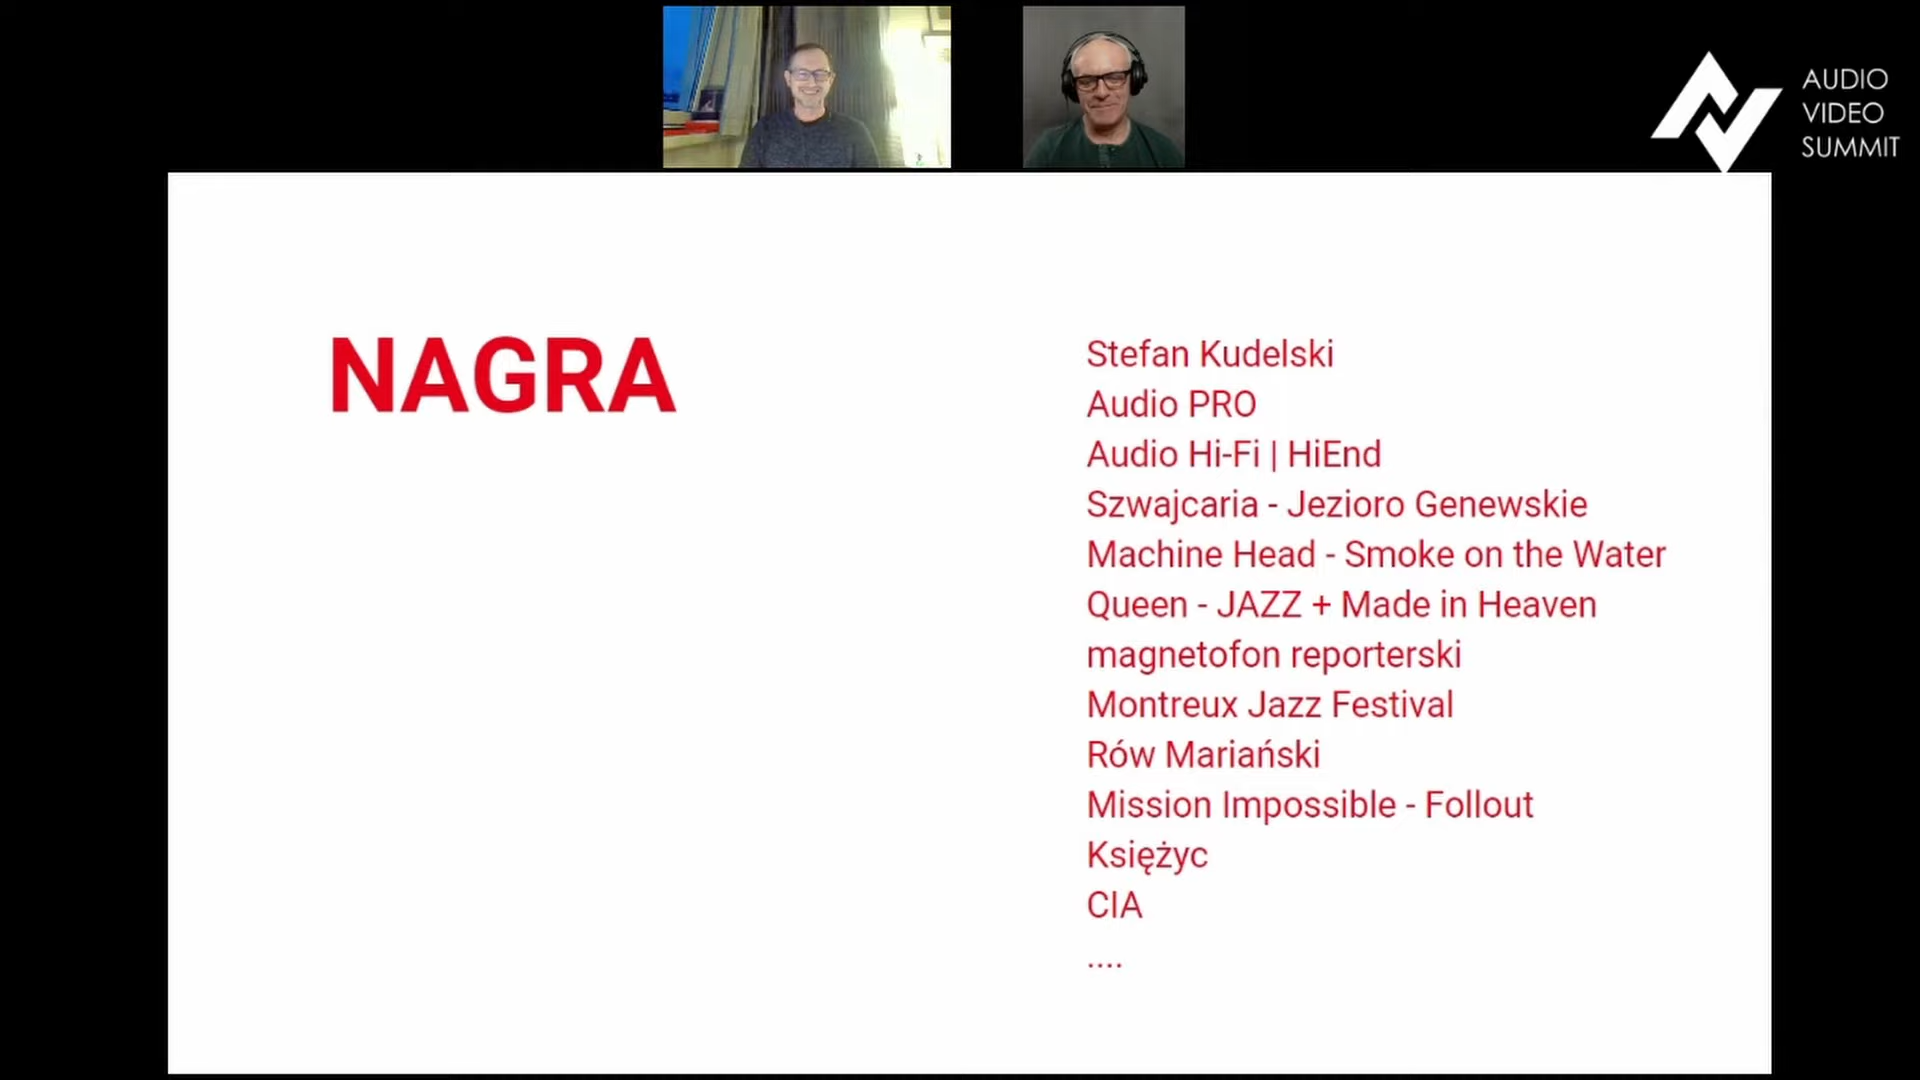 AUDIO
VIDEO
SUMMIT
NAGRA
Stefan Kudelski
Audio PRO
Audio Hi-Fi | HiEnd
Szwajcaria - Jezioro Genewskie
Machine Head - Smoke on the Water
Queen - JAZZ + Made in Heaven
magnetofon reporterski
Montreux Jazz Festival
Rów Mariański
Mission Impossible - Follout
Księżyc
CIA
....